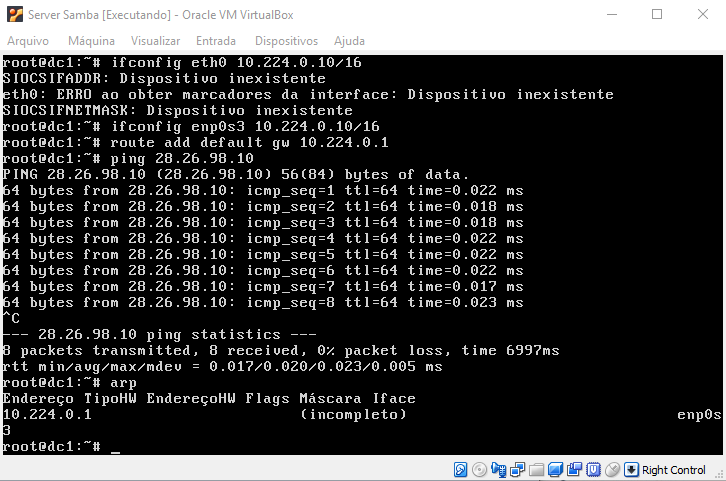 Server Samba [Executando] - Oracle VM VirtualBox
Arquivo Máquina Visualizar Entrada Dispositivos Ajuda
root@dc1:~# ifconfig eth0 10.224.0.10/16
SIOCSIFADDR: Dispositivo inexistente
eth0: ERRO ao obter marcadores da interface: Dispositivo inexistente
SIOCSIFNETMASK: Dispositivo inexistente
root@dc1:~# ifconfig enp0s3 10.224.0.10/16
root@dc1:~# route add default gw 10.224.0.1
root@dc1:~# ping 28.26.98.10
PING 28.26.98.10 (28.26.98.10) 56(84) bytes of data.
64 bytes from 28.26.98.10: icmp_seq=1 ttl=64 time=0.022 ms
64 bytes from 28.26.98.10: icmp_seq=2 ttl=64 time=0.018 ms
64 bytes from 28.26.98.10: icmp_seq=3 ttl=64 time=0.018 ms
64 bytes from 28.26.98.10: icmp_seq=4 ttl=64 time=0.022 ms
64 bytes from 28.26.98.10: icmp_seq=5 ttl=64 time=0.022 ms
64 bytes from 28.26.98.10: icmp_seq=6 ttl=64 time=0.022 ms
64 bytes from 28.26.98.10: icmp_seq=7 ttl=64 time=0.017 ms
64 bytes from 28.26.98.10: icmp_seq=8 ttl=64 time=0.023 ms
^C
--- 28.26.98.10 ping statistics ---
8 packets transmitted, 8 received, 0% packet loss, time 6997ms
rtt min/avg/max/mdev = 0.017/0.020/0.023/0.005 ms
root@dc1:~# arp
Endereço TipoHW EndereçoHW Flags Máscara Iface
10.224.0.1 (incompleto) enp0s
3
root@dc1:~# _
Right Control